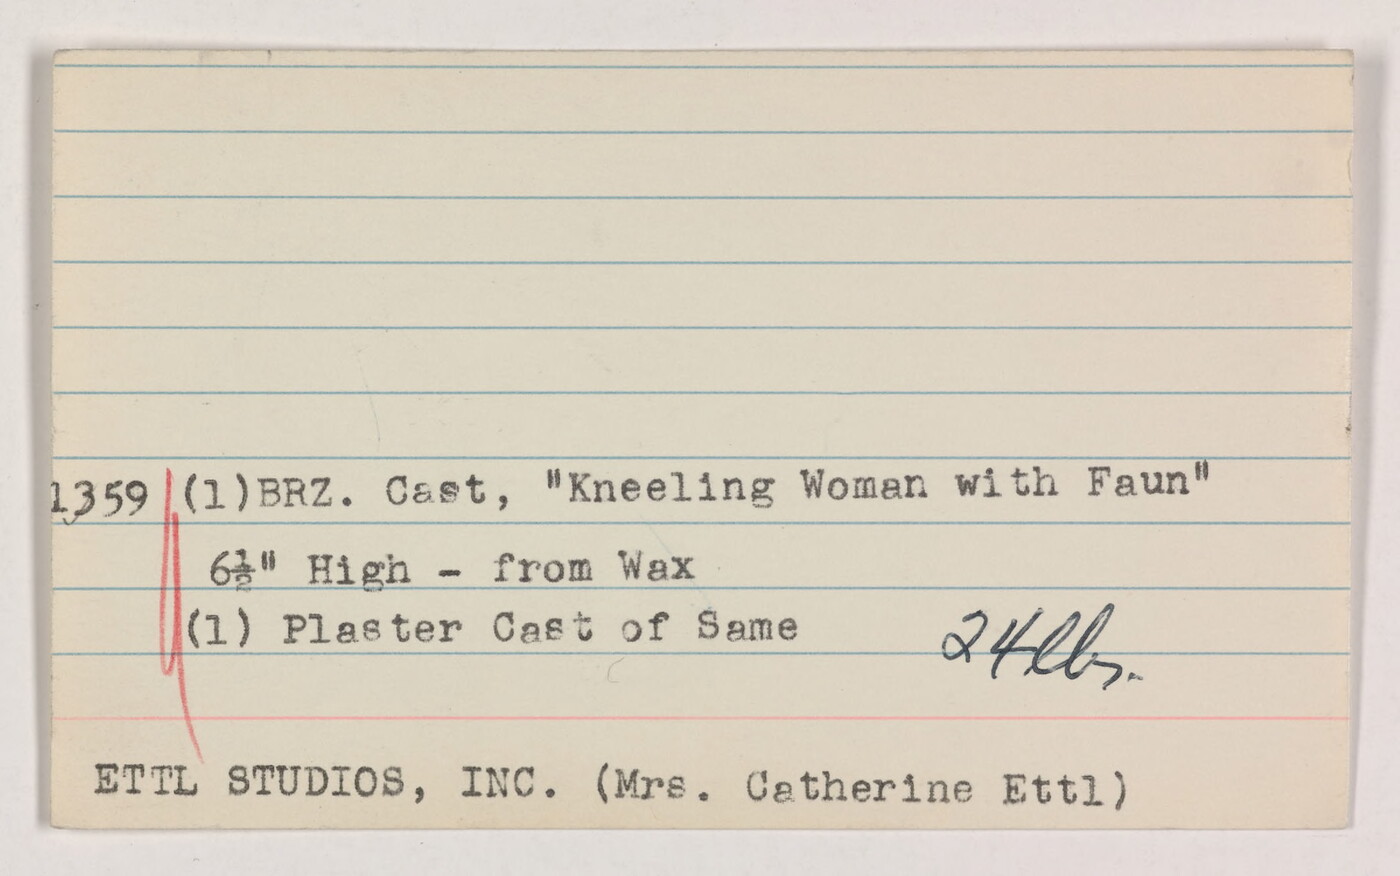 1359 (1)BRZ. Cast, "Kneeling Woman with Faun"
6½" High - from Wax
(1) Plaster Cast of Same
24 lbs.
ETTL STUDIOS, INC. (Mrs. Catherine Ettl)